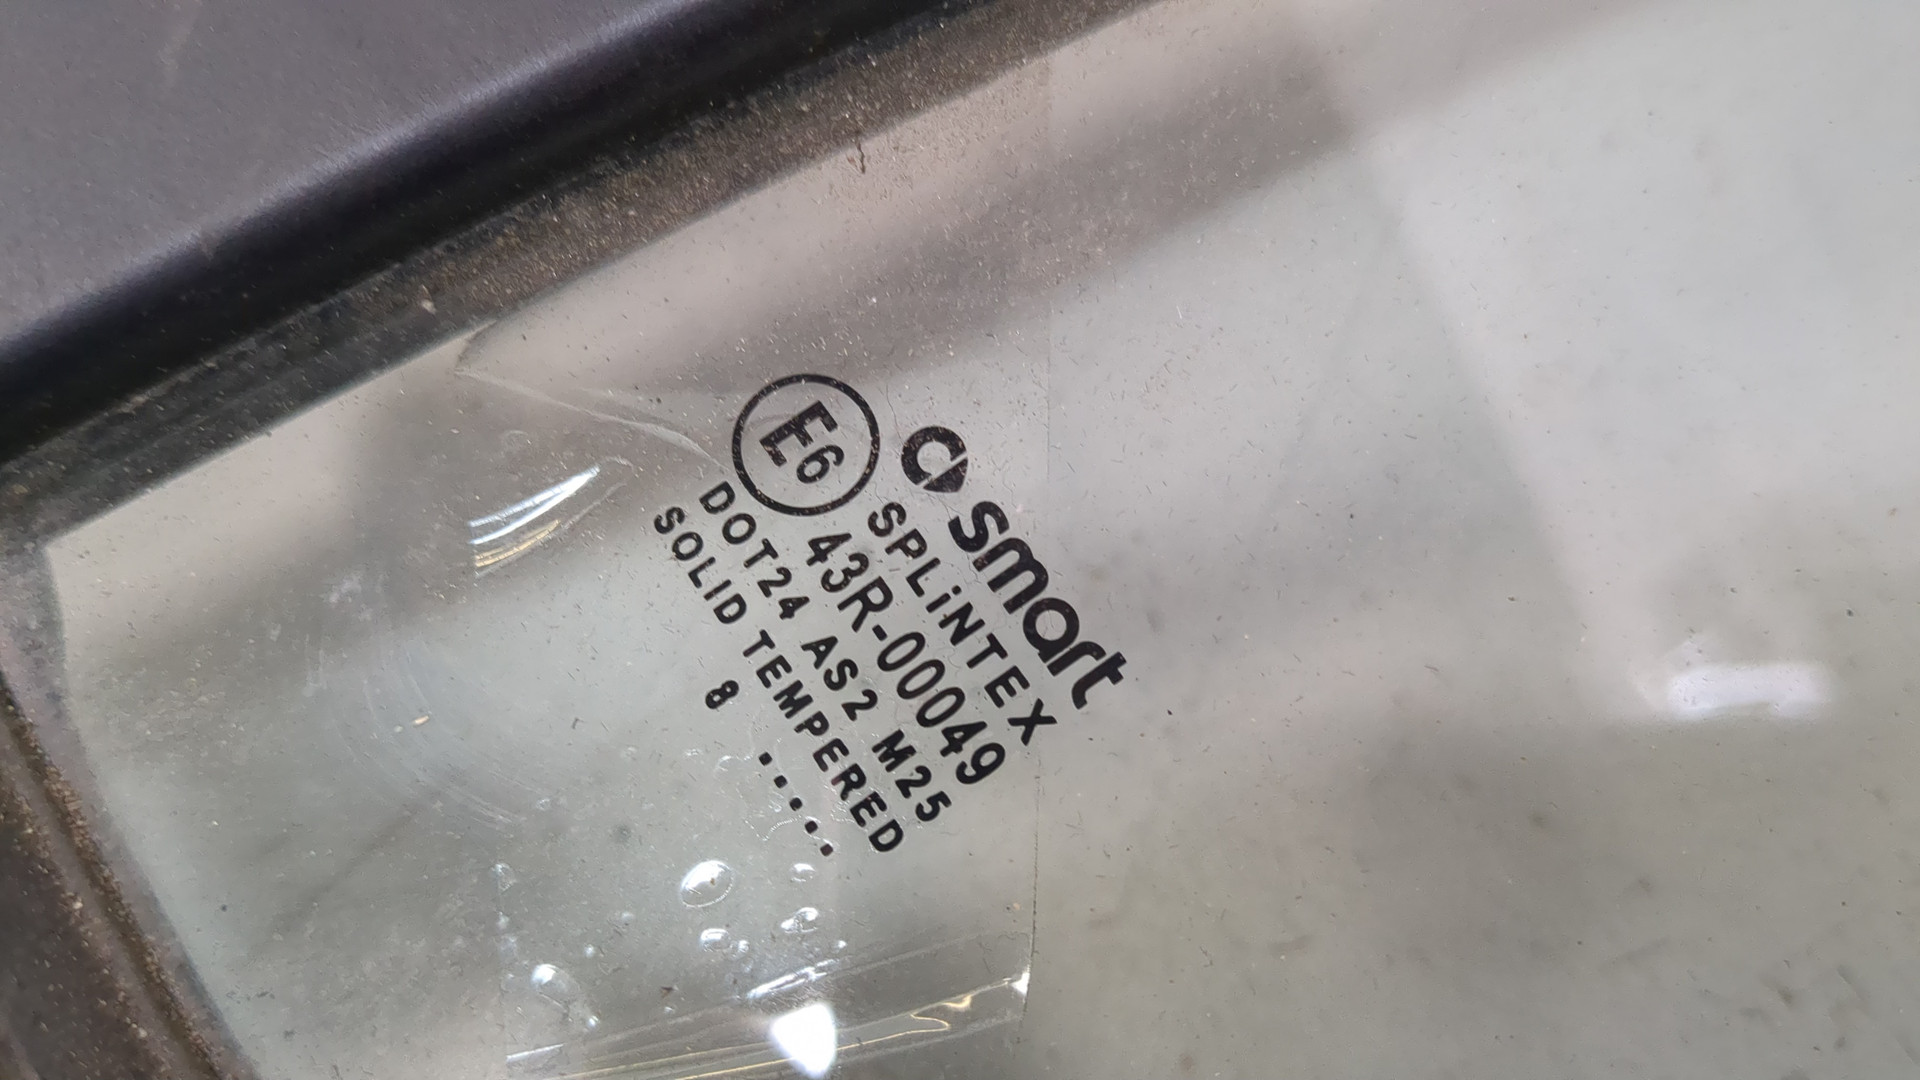 smart
SPLiNTEX
E6 43R-00049
DOT24 AS2 M25
SOLID TEMPERED
8 .....